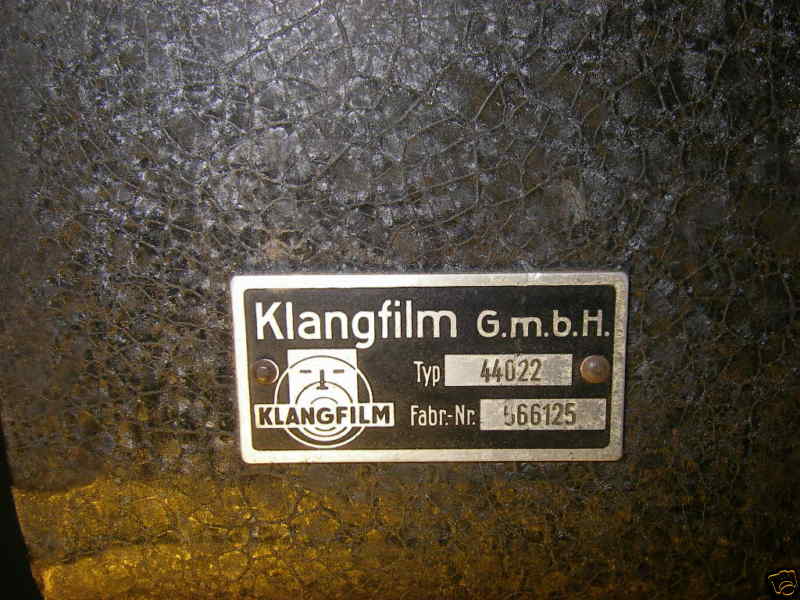 Klangfilm G.m.b.H.
Typ 44022
KLANGFILM
Fabr.-Nr. 566125